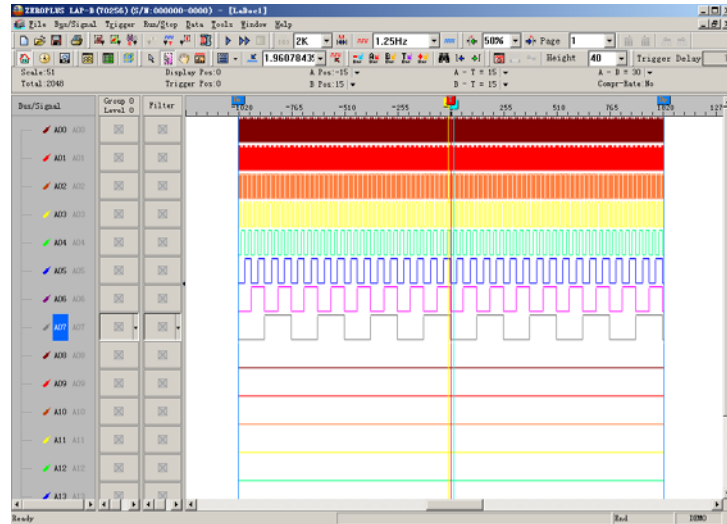 ZEROPLUS LAP-B(70256) (S/N:000000-0000) - [LaDoc1]
File Bus/Signal Trigger Run/Stop Data Tools Window Help
2K 1.25Hz 50% Page 1
1.9607843 Height 40 Trigger Delay
Scale:51 Display Pos:0 A Pos:-15 A - T = 15 A - B = 30
Total:2048 Trigger Pos:0 B Pos:15 B - T = 15 Compr-Rate:No
Bus/Signal Group 0 Level 0 Filter
-1020 -765 -510 -255 255 510 765 1020 127
A00 A00
A01 A01
A02 A02
A03 A03
A04 A04
A05 A05
A06 A06
A07 A07
A08 A08
A09 A09
A10 A10
A11 A11
A12 A12
A13 A13
Ready End DEMO